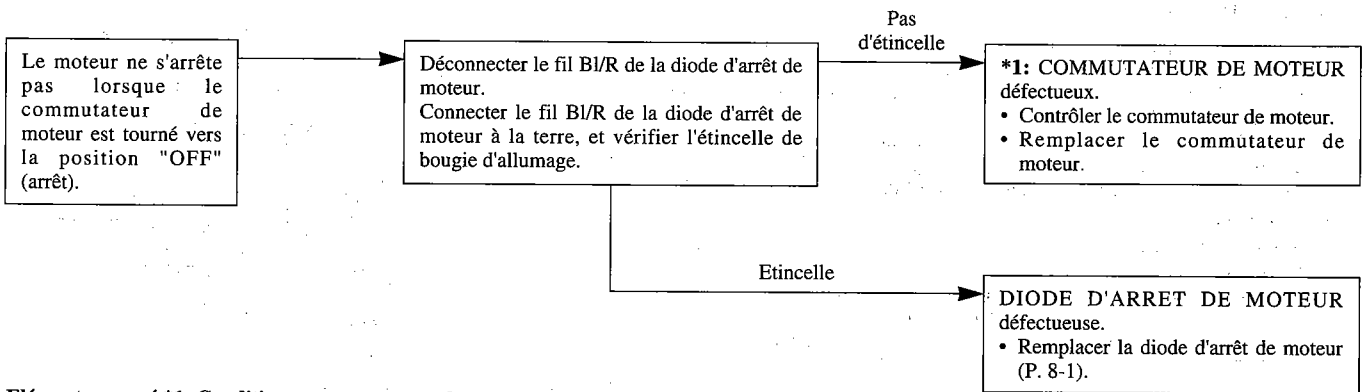 Le moteur ne s'arrête
pas lorsque le
commutateur de
moteur est tourné vers
la position "OFF"
(arrêt).
Déconnecter le fil Bl/R de la diode d'arrêt de
moteur.
Connecter le fil Bl/R de la diode d'arrêt de
moteur à la terre, et vérifier l'étincelle de
bougie d'allumage.
Pas
d'étincelle
*1: COMMUTATEUR DE MOTEUR
défectueux.
• Contrôler le commutateur de moteur.
• Remplacer le commutateur de
moteur.
Etincelle
DIODE D'ARRET DE MOTEUR
défectueuse.
• Remplacer la diode d'arrêt de moteur
(P. 8-1).